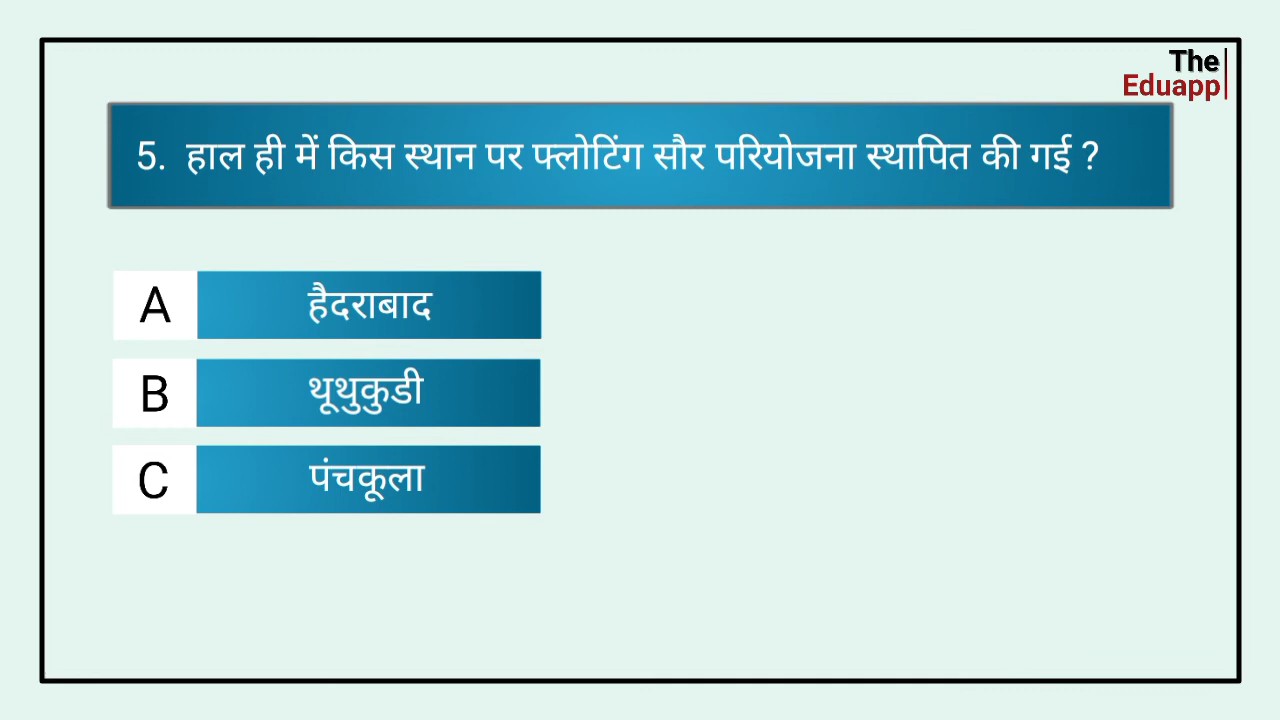 The
Eduapp
5. हाल ही में किस स्थान पर फ्लोटिंग सौर परियोजना स्थापित की गई ?
A हैदराबाद
B थूथुकुडी
C पंचकूला